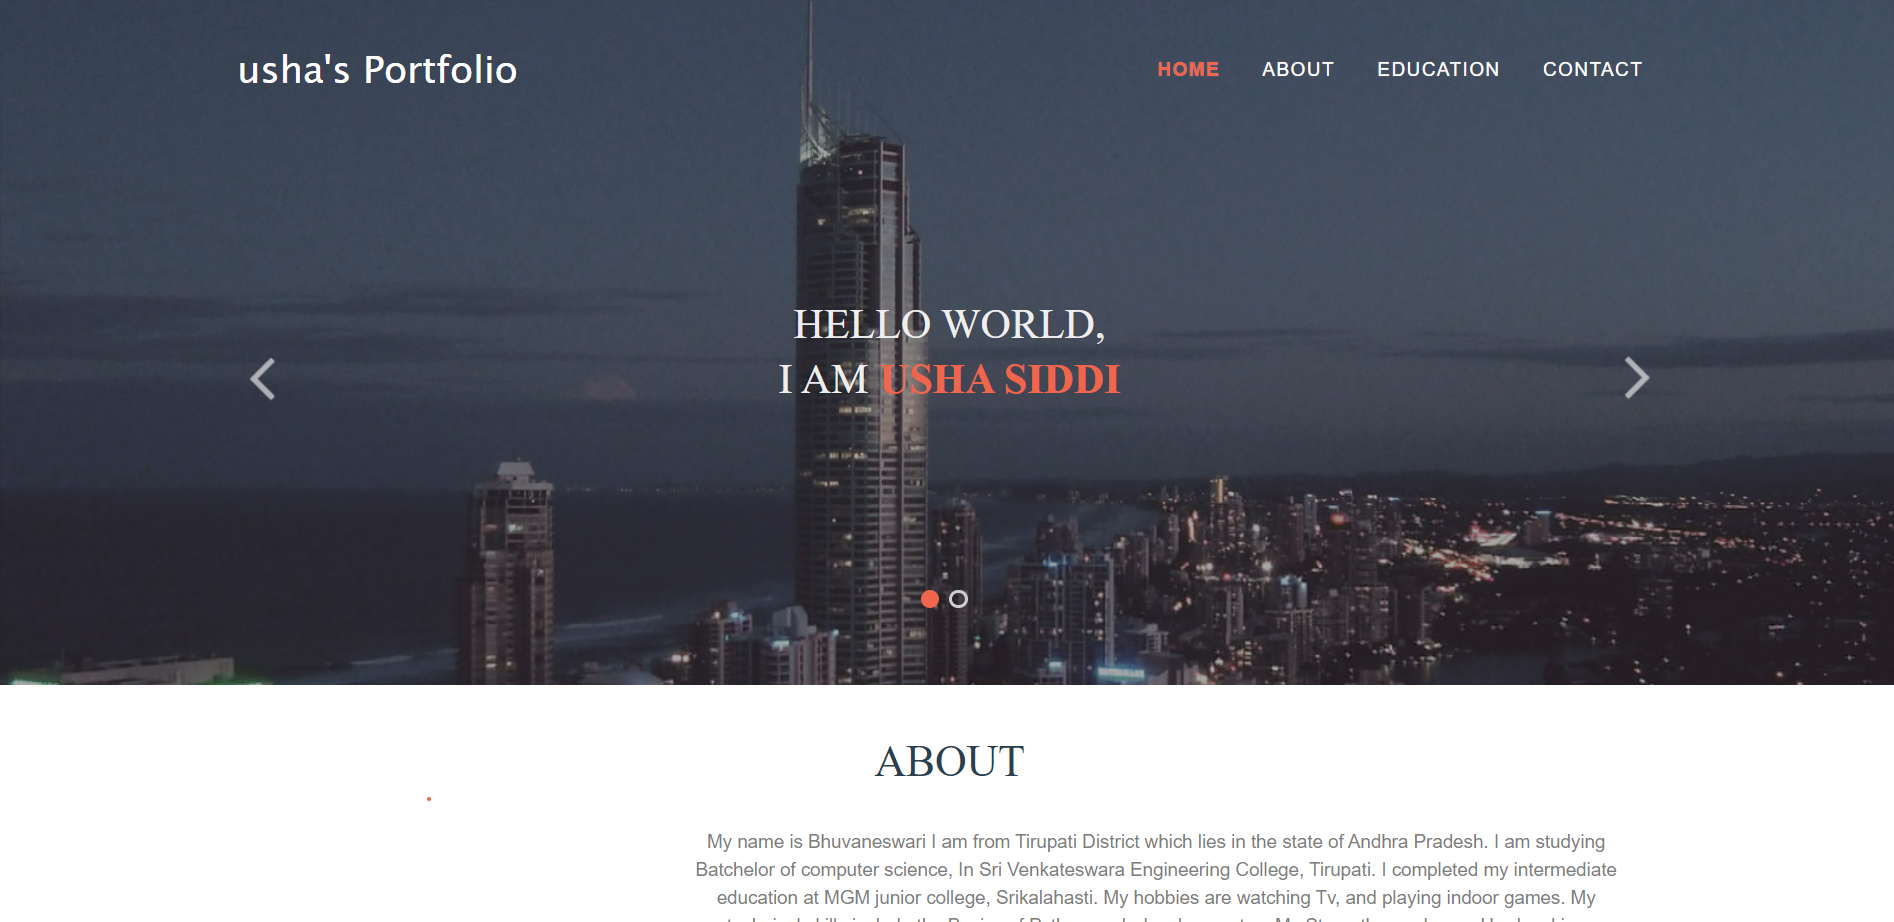 usha's Portfolio
HOME ABOUT EDUCATION CONTACT
HELLO WORLD,
I AM USHA SIDDI
ABOUT
My name is Bhuvaneswari I am from Tirupati District which lies in the state of Andhra Pradesh. I am studying
Batchelor of computer science, In Sri Venkateswara Engineering College, Tirupati. I completed my intermediate
education at MGM junior college, Srikalahasti. My hobbies are watching Tv, and playing indoor games. My